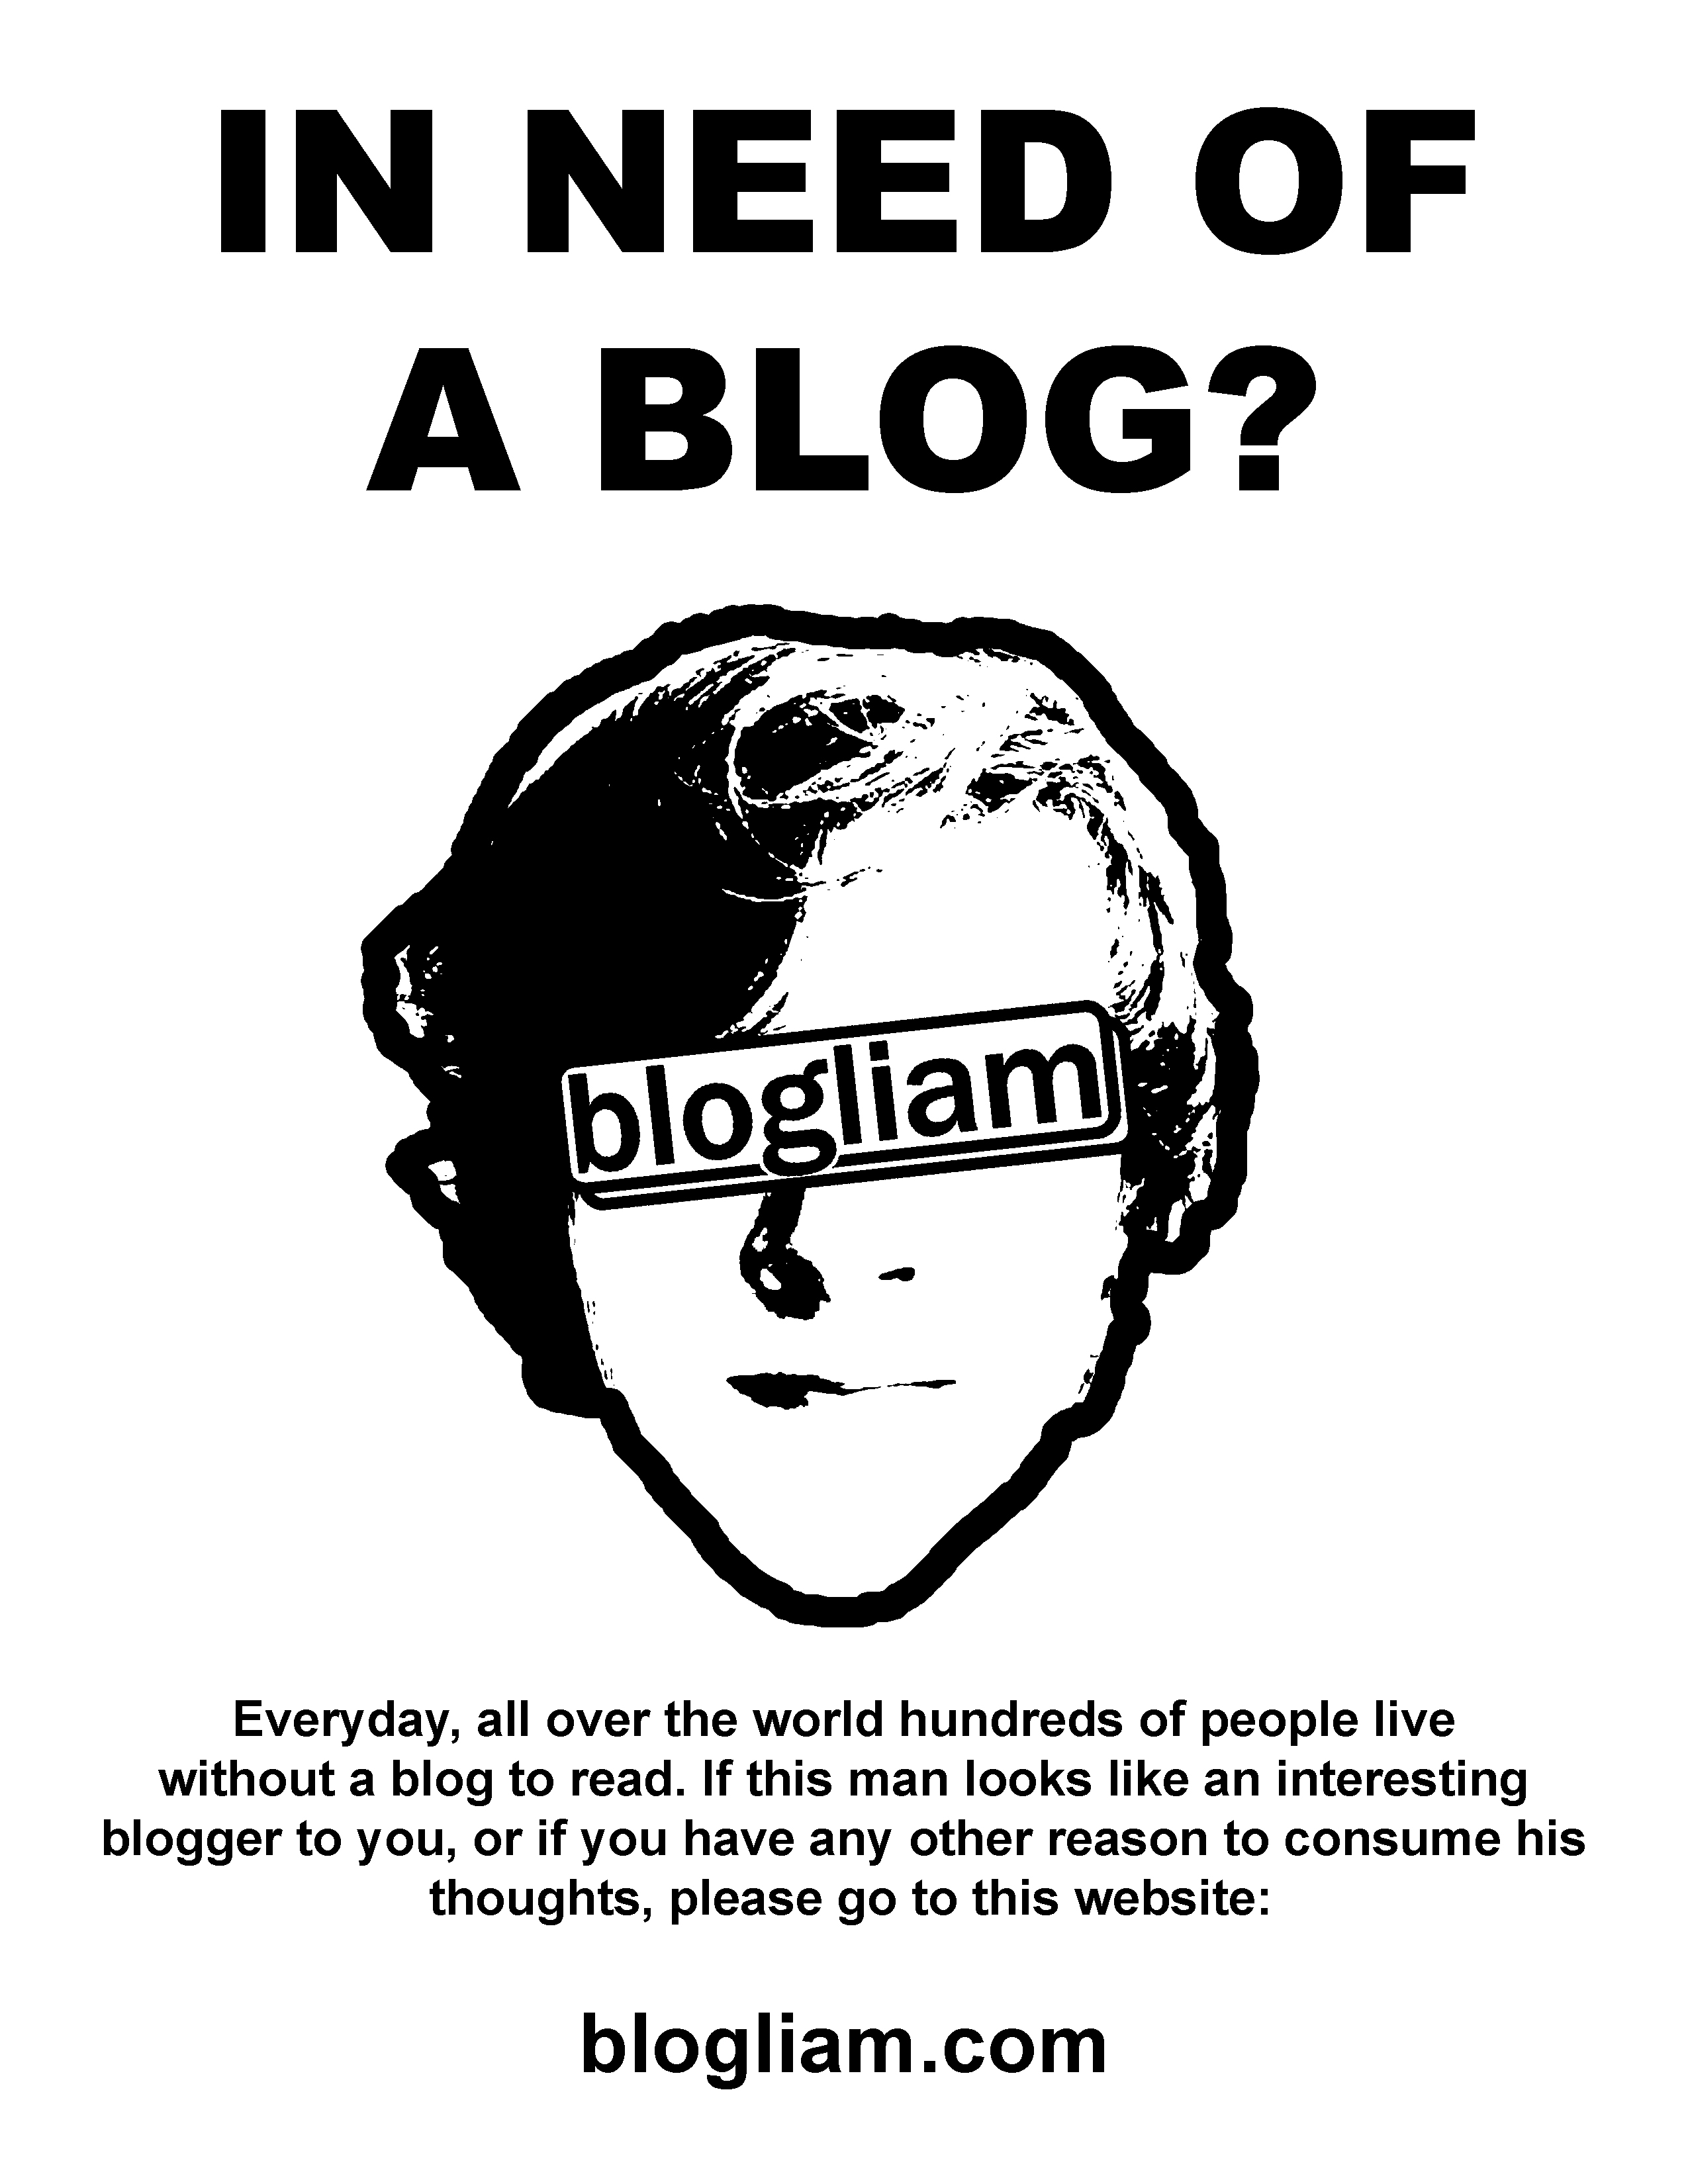 IN NEED OF
A BLOG?
blogliam
Everyday, all over the world hundreds of people live
without a blog to read. If this man looks like an interesting
blogger to you, or if you have any other reason to consume his
thoughts, please go to this website:
blogliam.com